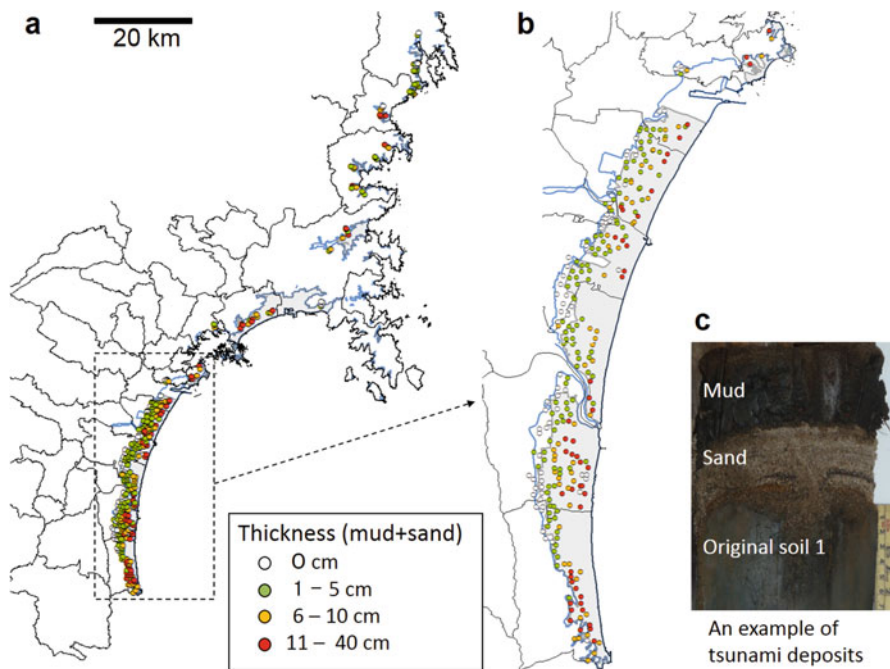 a
20 km
b
c
Mud
Sand
Original soil 1
An example of
tsunami deposits
Thickness (mud+sand)
0 cm
1 – 5 cm
6 – 10 cm
11 – 40 cm